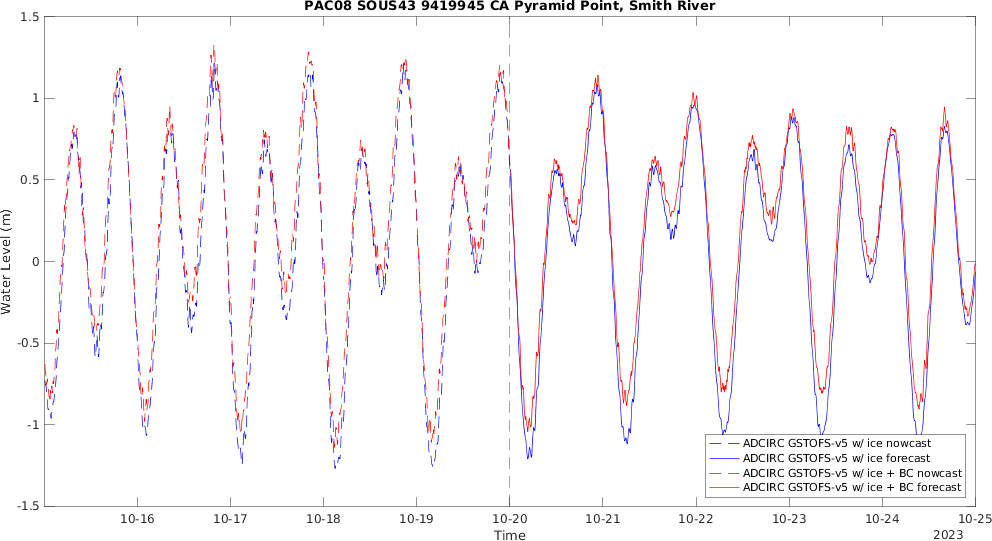 PAC08 SOUS43 9419945 CA Pyramid Point, Smith River
1.5
1
0.5
0
-0.5
-1
-1.5
Water Level (m)
10-16 10-17 10-18 10-19 10-20 10-21 10-22 10-23 10-24 10-25
Time
2023
ADCIRC GSTOFS-v5 w/ ice nowcast
ADCIRC GSTOFS-v5 w/ ice forecast
ADCIRC GSTOFS-v5 w/ ice + BC nowcast
ADCIRC GSTOFS-v5 w/ ice + BC forecast